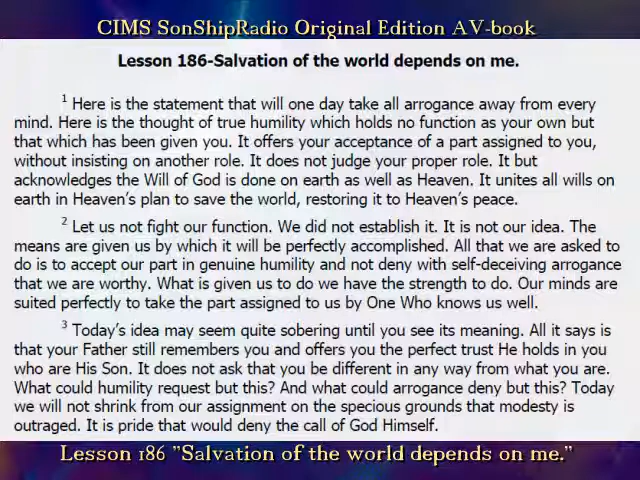 CIMS SonShipRadio Original Edition AV-book
Lesson 186-Salvation of the world depends on me.
1 Here is the statement that will one day take all arrogance away from every
mind. Here is the thought of true humility which holds no function as your own but
that which has been given you. It offers your acceptance of a part assigned to you,
without insisting on another role. It does not judge your proper role. It but
acknowledges the Will of God is done on earth as well as Heaven. It unites all wills on
earth in Heaven's plan to save the world, restoring it to Heaven's peace.
2 Let us not fight our function. We did not establish it. It is not our idea. The
means are given us by which it will be perfectly accomplished. All that we are asked to
do is to accept our part in genuine humility and not deny with self-deceiving arrogance
that we are worthy. What is given us to do we have the strength to do. Our minds are
suited perfectly to take the part assigned to us by One Who knows us well.
3 Today's idea may seem quite sobering until you see its meaning. All it says is
that your Father still remembers you and offers you the perfect trust He holds in you
who are His Son. It does not ask that you be different in any way from what you are.
What could humility request but this? And what could arrogance deny but this? Today
we will not shrink from our assignment on the specious grounds that modesty is
outraged. It is pride that would deny the call of God Himself.
Lesson 186 "Salvation of the world depends on me."